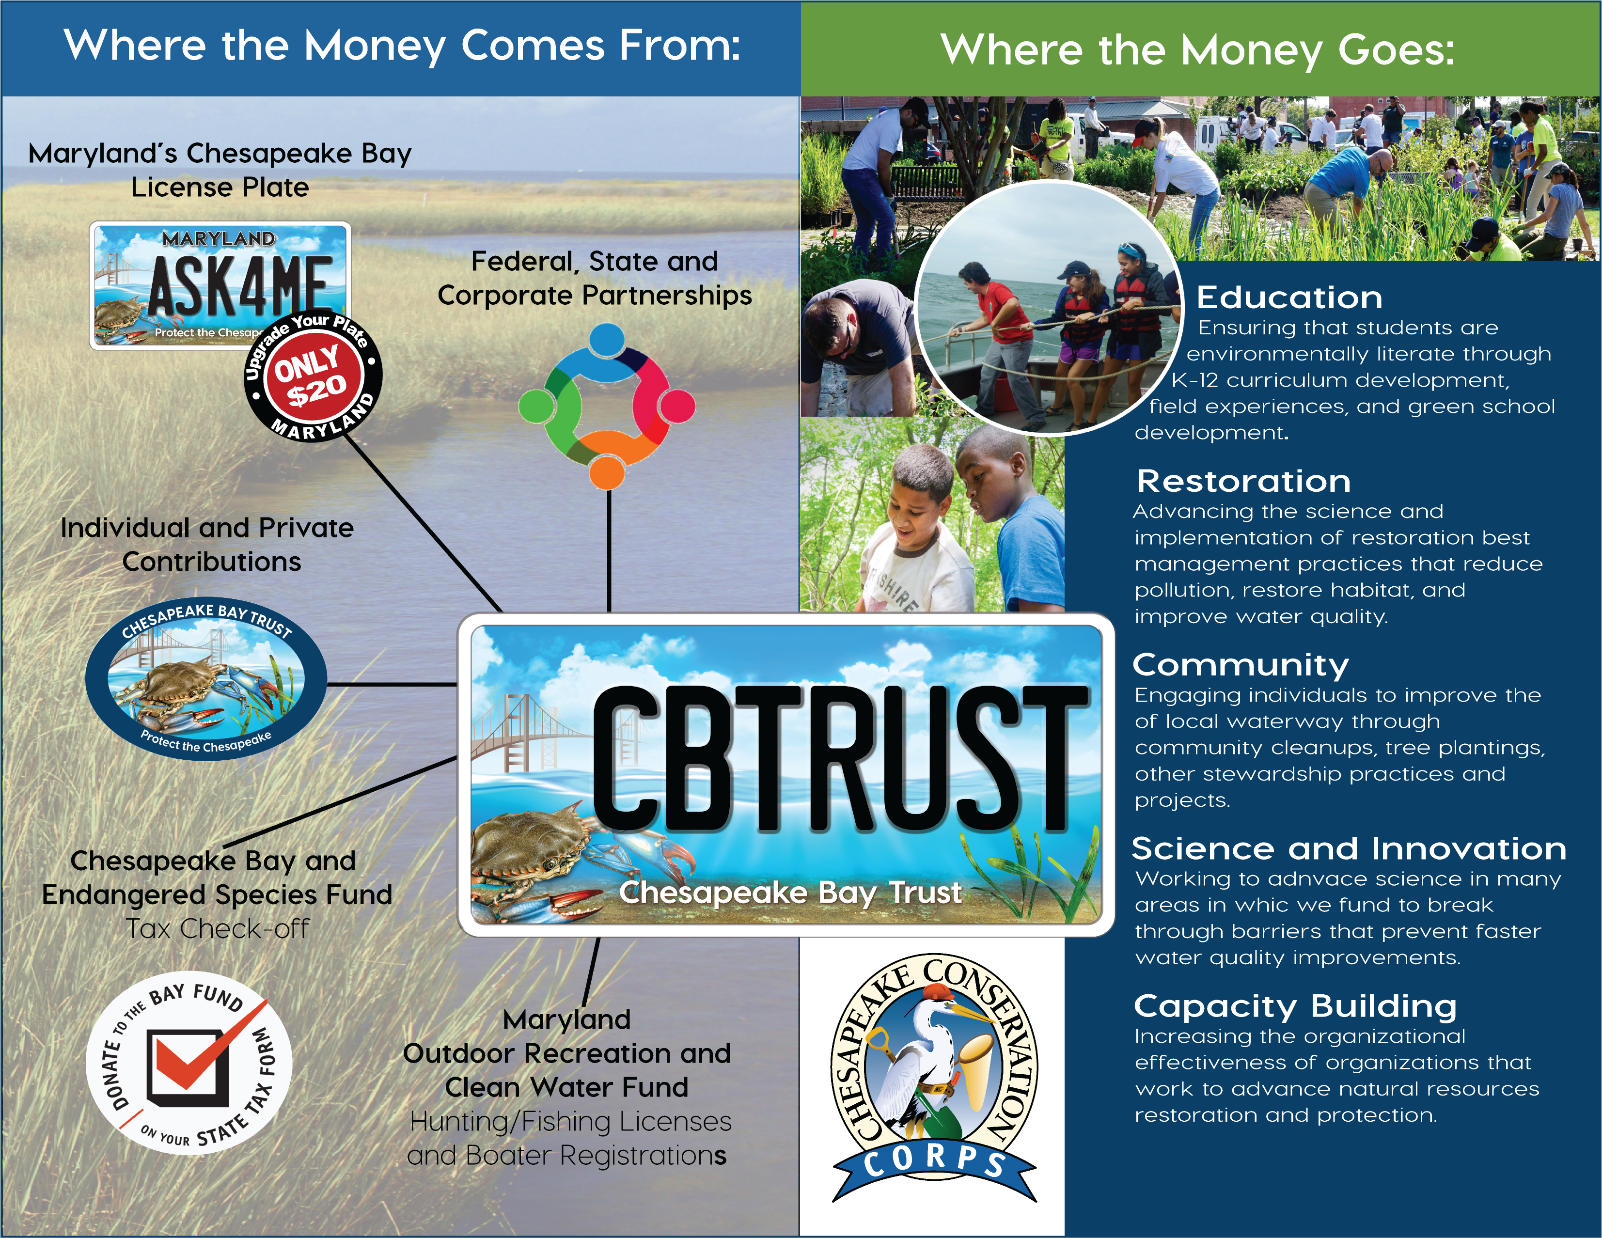 Where the Money Comes From:
Maryland's Chesapeake Bay
License Plate
MARYLAND
ASK4ME
Protect the Chesap
Upgrade Your Plate
ONLY
$20
MARYLAND
Federal, State and
Corporate Partnerships
Individual and Private
Contributions
CHESAPEAKE BAY TRUST
Protect the Chesapeake
Chesapeake Bay and
Endangered Species Fund
Tax Check-off
DONATE TO THE BAY FUND
ON YOUR STATE TAX FORM
Maryland
Outdoor Recreation and
Clean Water Fund
Hunting/Fishing Licenses
and Boater Registrations
CBTRUST
Chesapeake Bay Trust
Where the Money Goes:
SHIRE
Education
Ensuring that students are
environmentally literate through
K-12 curriculum development,
field experiences, and green school
development.
Restoration
Advancing the science and
implementation of restoration best
management practices that reduce
pollution, restore habitat, and
improve water quality.
Community
Engaging individuals to improve the
of local waterway through
community cleanups, tree plantings,
other stewardship practices and
projects.
Science and Innovation
Working to adnvace science in many
areas in whic we fund to break
through barriers that prevent faster
water quality improvements.
Capacity Building
Increasing the organizational
effectiveness of organizations that
work to advance natural resources
restoration and protection.
CHESAPEAKE CONSERVATION
CORPS